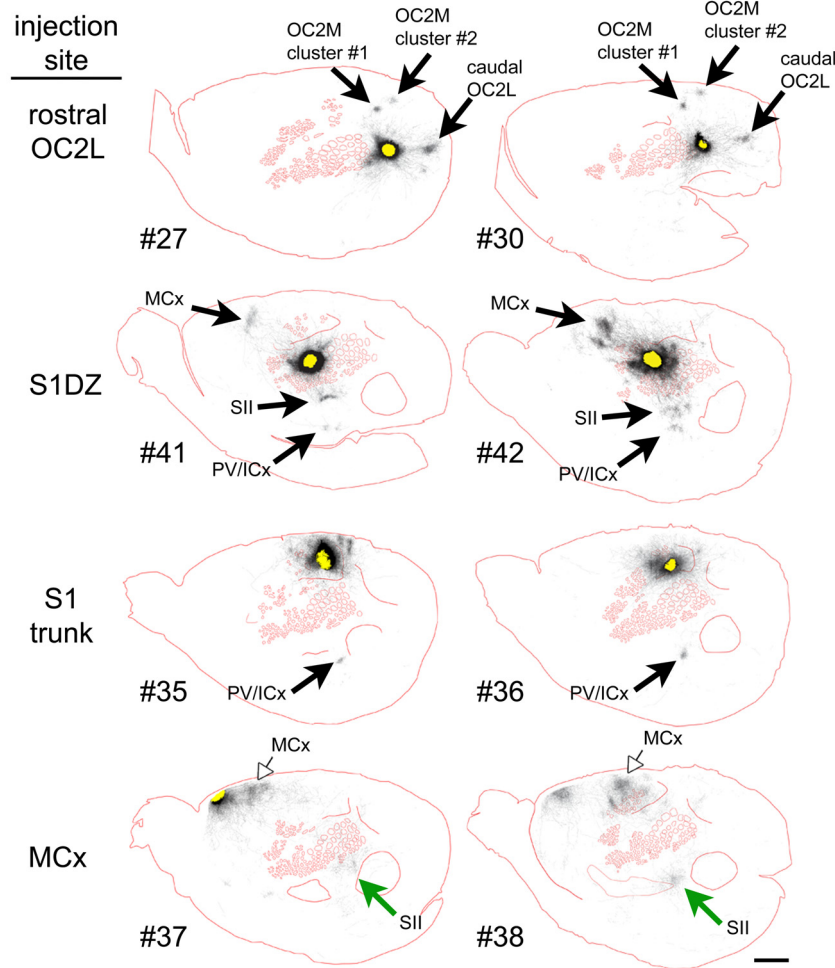 injection
site
OC2M
cluster #1
OC2M
cluster #2
caudal
OC2L
OC2M
cluster #1
OC2M
cluster #2
caudal
OC2L
rostral
OC2L
#27
#30
MCx
MCx
S1DZ
SII
SII
#41
PV/ICx
#42
PV/ICx
S1
trunk
#35
PV/ICx
#36
PV/ICx
MCx
MCx
MCx
#37
SII
#38
SII